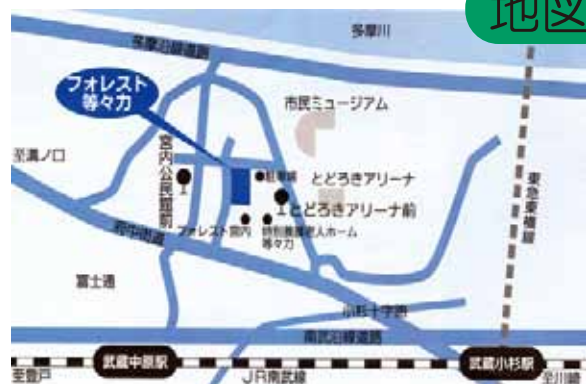 地図
多摩川
多摩沿線道路
フォレスト
等々力
市民ミュージアム
至溝ノ口
宮内公民館前
駐車場
とどろきアリーナ
とどろきアリーナ前
東急東横線
府中街道
フォレスト宮内
特別養護老人ホーム
等々力
富士通
小杉十字路
南武沿線道路
武蔵中原駅
武蔵小杉駅
至登戸
JR南武線
至川崎